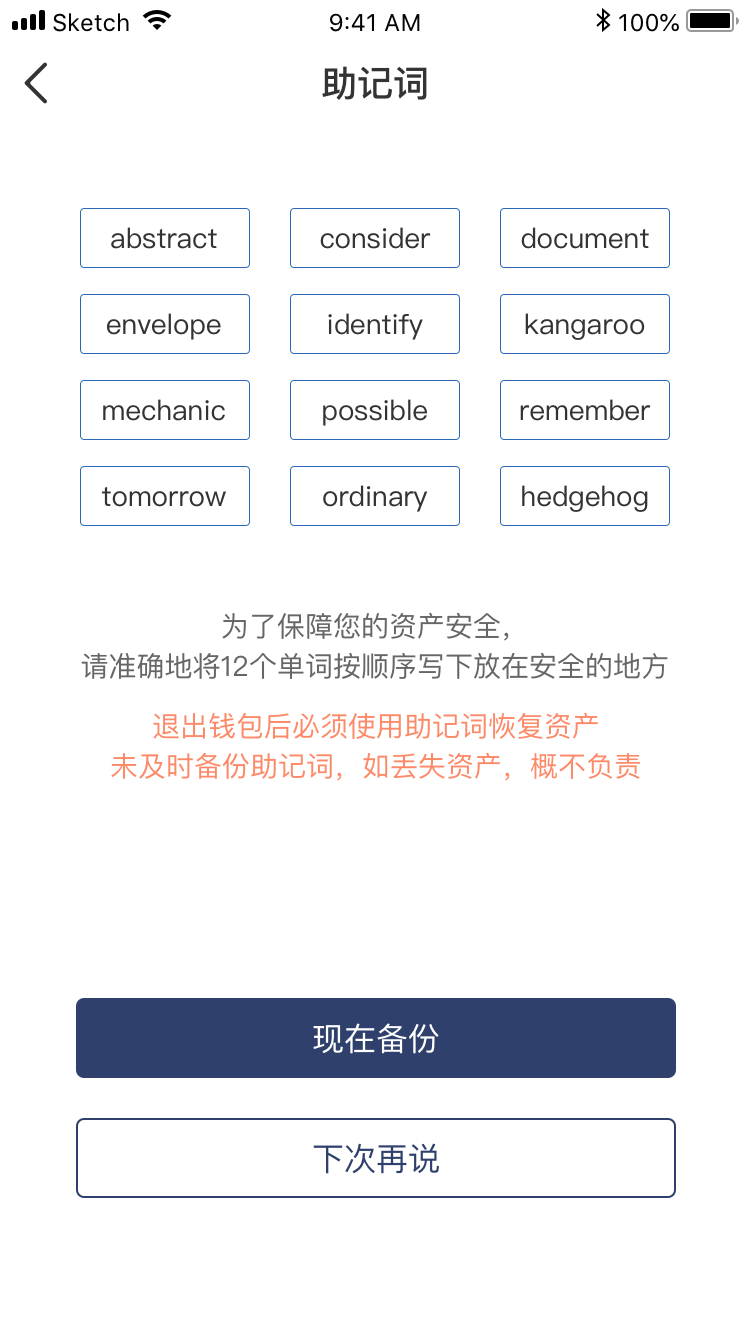 Sketch 9:41 AM 100%
助记词
abstract consider document
envelope identify kangaroo
mechanic possible remember
tomorrow ordinary hedgehog
为了保障您的资产安全，
请准确地将12个单词按顺序写下放在安全的地方
退出钱包后必须使用助记词恢复资产
未及时备份助记词，如丢失资产，概不负责
现在备份
下次再说